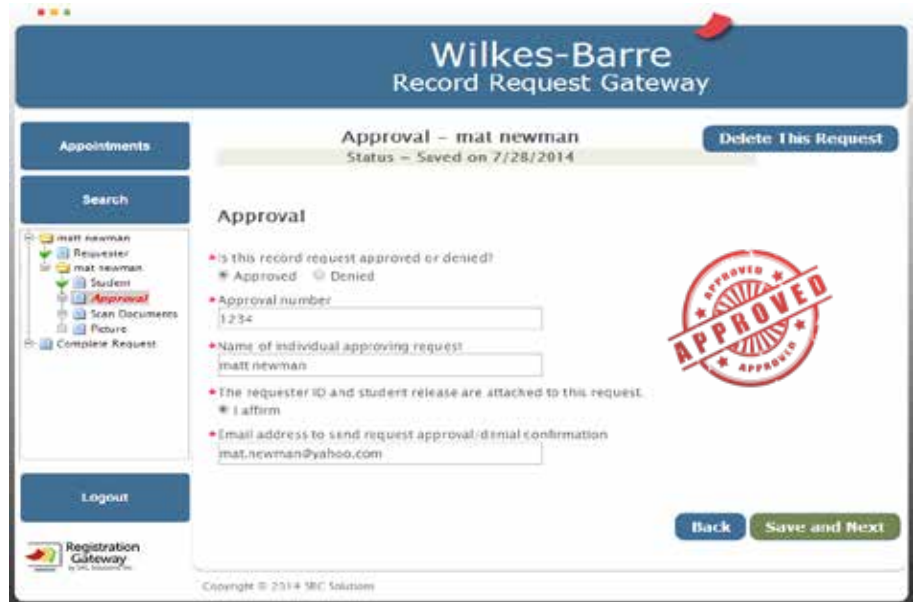 Wilkes-Barre
Record Request Gateway
Appointments
Search
matt newman
Requester
mat newman
Student
Approval
Scan Documents
Picture
Complete Request
Logout
Registration
Gateway
Approval - mat newman
Status - Saved on 7/28/2014
Delete This Request
Approval
*Is this record request approved or denied?
Approved Denied
*Approval number
1234
*Name of individual approving request
matt newman
*The requester ID and student release are attached to this request.
I affirm
*Email address to send request approval/denial confirmation
mat.newman@yahoo.com
APPROVED
APPROVED
APPROVED
Back Save and Next
Copyright © 2014 SRC Solutions